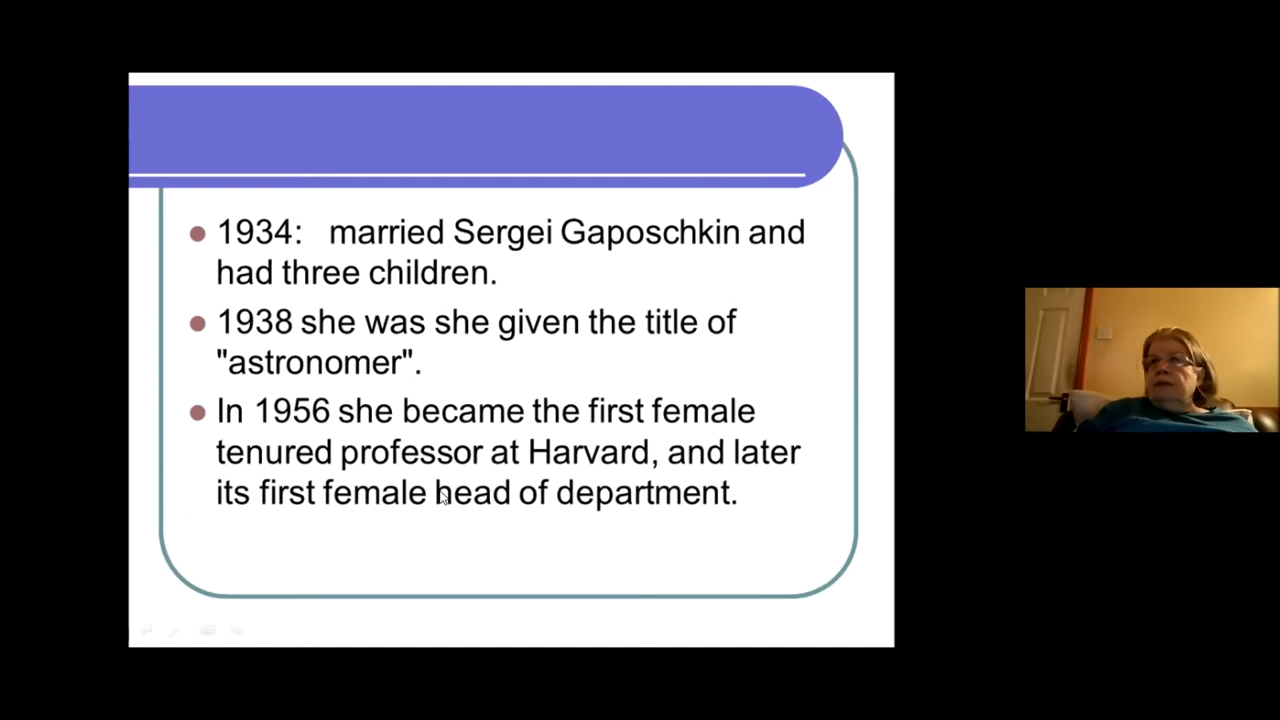 1934: married Sergei Gaposchkin and
had three children.
1938 she was she given the title of
"astronomer".
In 1956 she became the first female
tenured professor at Harvard, and later
its first female head of department.